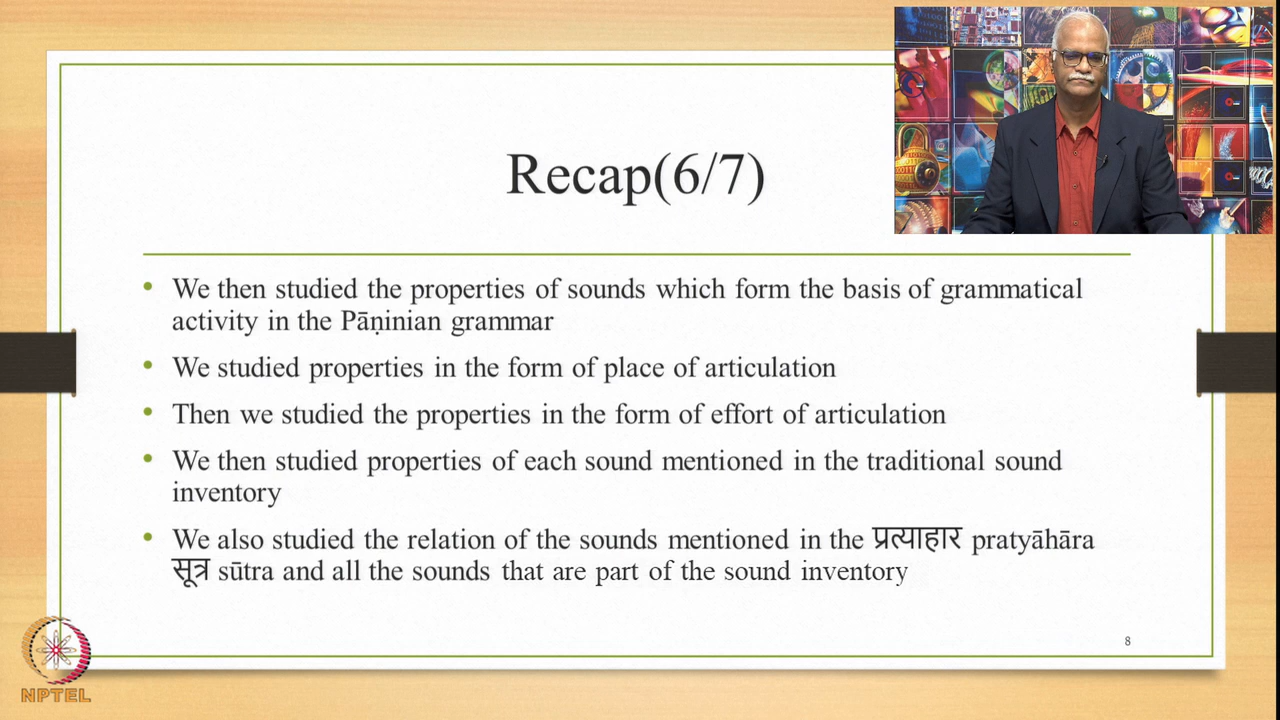 Recap(6/7)
We then studied the properties of sounds which form the basis of grammatical
activity in the Pāṇinian grammar
We studied properties in the form of place of articulation
Then we studied the properties in the form of effort of articulation
We then studied properties of each sound mentioned in the traditional sound
inventory
We also studied the relation of the sounds mentioned in the प्रत्याहार pratyāhāra
सूत्र sūtra and all the sounds that are part of the sound inventory
8
NPTEL